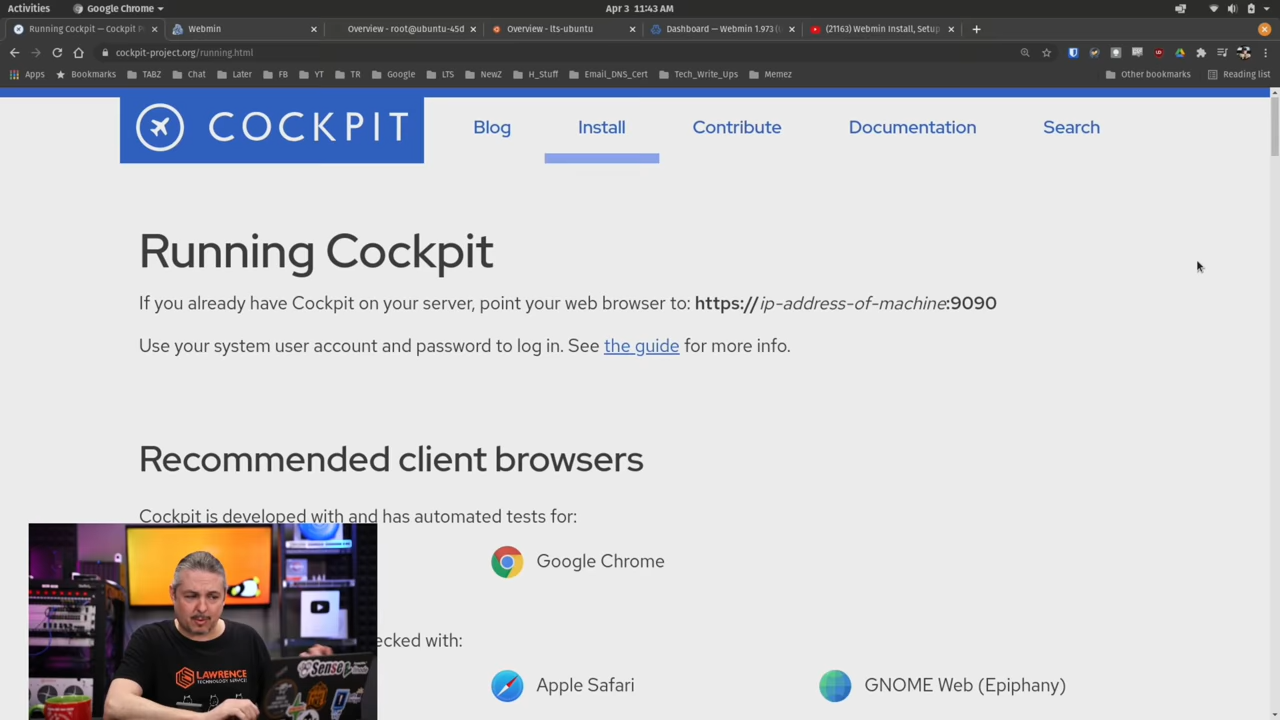 Activities
Google Chrome
Apr 3 11:43 AM
Running Cockpit — Cockpit P
Webmin
Overview - root@ubuntu-45d
Overview - lts-ubuntu
Dashboard — Webmin 1.973 (
(21163) Webmin Install, Setup
cockpit-project.org/running.html
Apps
Bookmarks
TABZ
Chat
Later
FB
YT
TR
Google
LTS
NewZ
H_Stuff
Email_DNS_Cert
Tech_Write_Ups
Memez
Other bookmarks
Reading list
COCKPIT
Blog
Install
Contribute
Documentation
Search
Running Cockpit
If you already have Cockpit on your server, point your web browser to: https://ip-address-of-machine:9090
Use your system user account and password to log in. See the guide for more info.
Recommended client browsers
Cockpit is developed with and has automated tests for:
Google Chrome
ecked with:
Apple Safari
GNOME Web (Epiphany)
LAWRENCE
TECHNOLOGY SERVICES